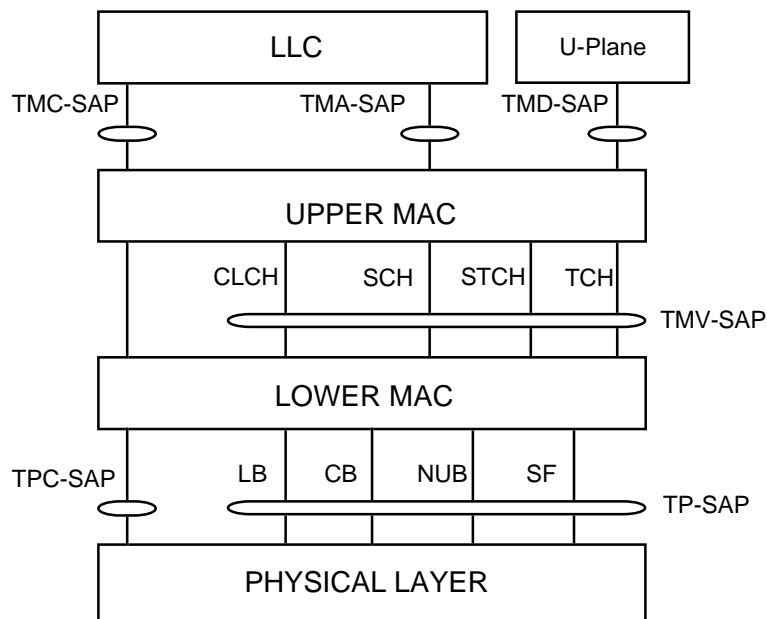 LLC
U-Plane
TMC-SAP
TMA-SAP
TMD-SAP
UPPER MAC
CLCH
SCH
STCH
TCH
TMV-SAP
LOWER MAC
TPC-SAP
LB
CB
NUB
SF
TP-SAP
PHYSICAL LAYER